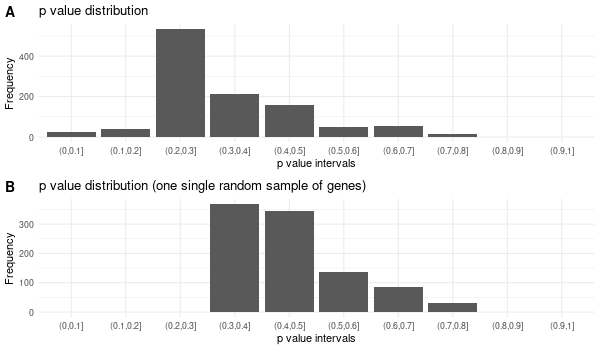 A
p value distribution
Frequency
400
200
0
(0,0.1] (0.1,0.2] (0.2,0.3] (0.3,0.4] (0.4,0.5] (0.5,0.6] (0.6,0.7] (0.7,0.8] (0.8,0.9] (0.9,1]
p value intervals
B
p value distribution (one single random sample of genes)
Frequency
300
200
100
0
(0,0.1] (0.1,0.2] (0.2,0.3] (0.3,0.4] (0.4,0.5] (0.5,0.6] (0.6,0.7] (0.7,0.8] (0.8,0.9] (0.9,1]
p value intervals